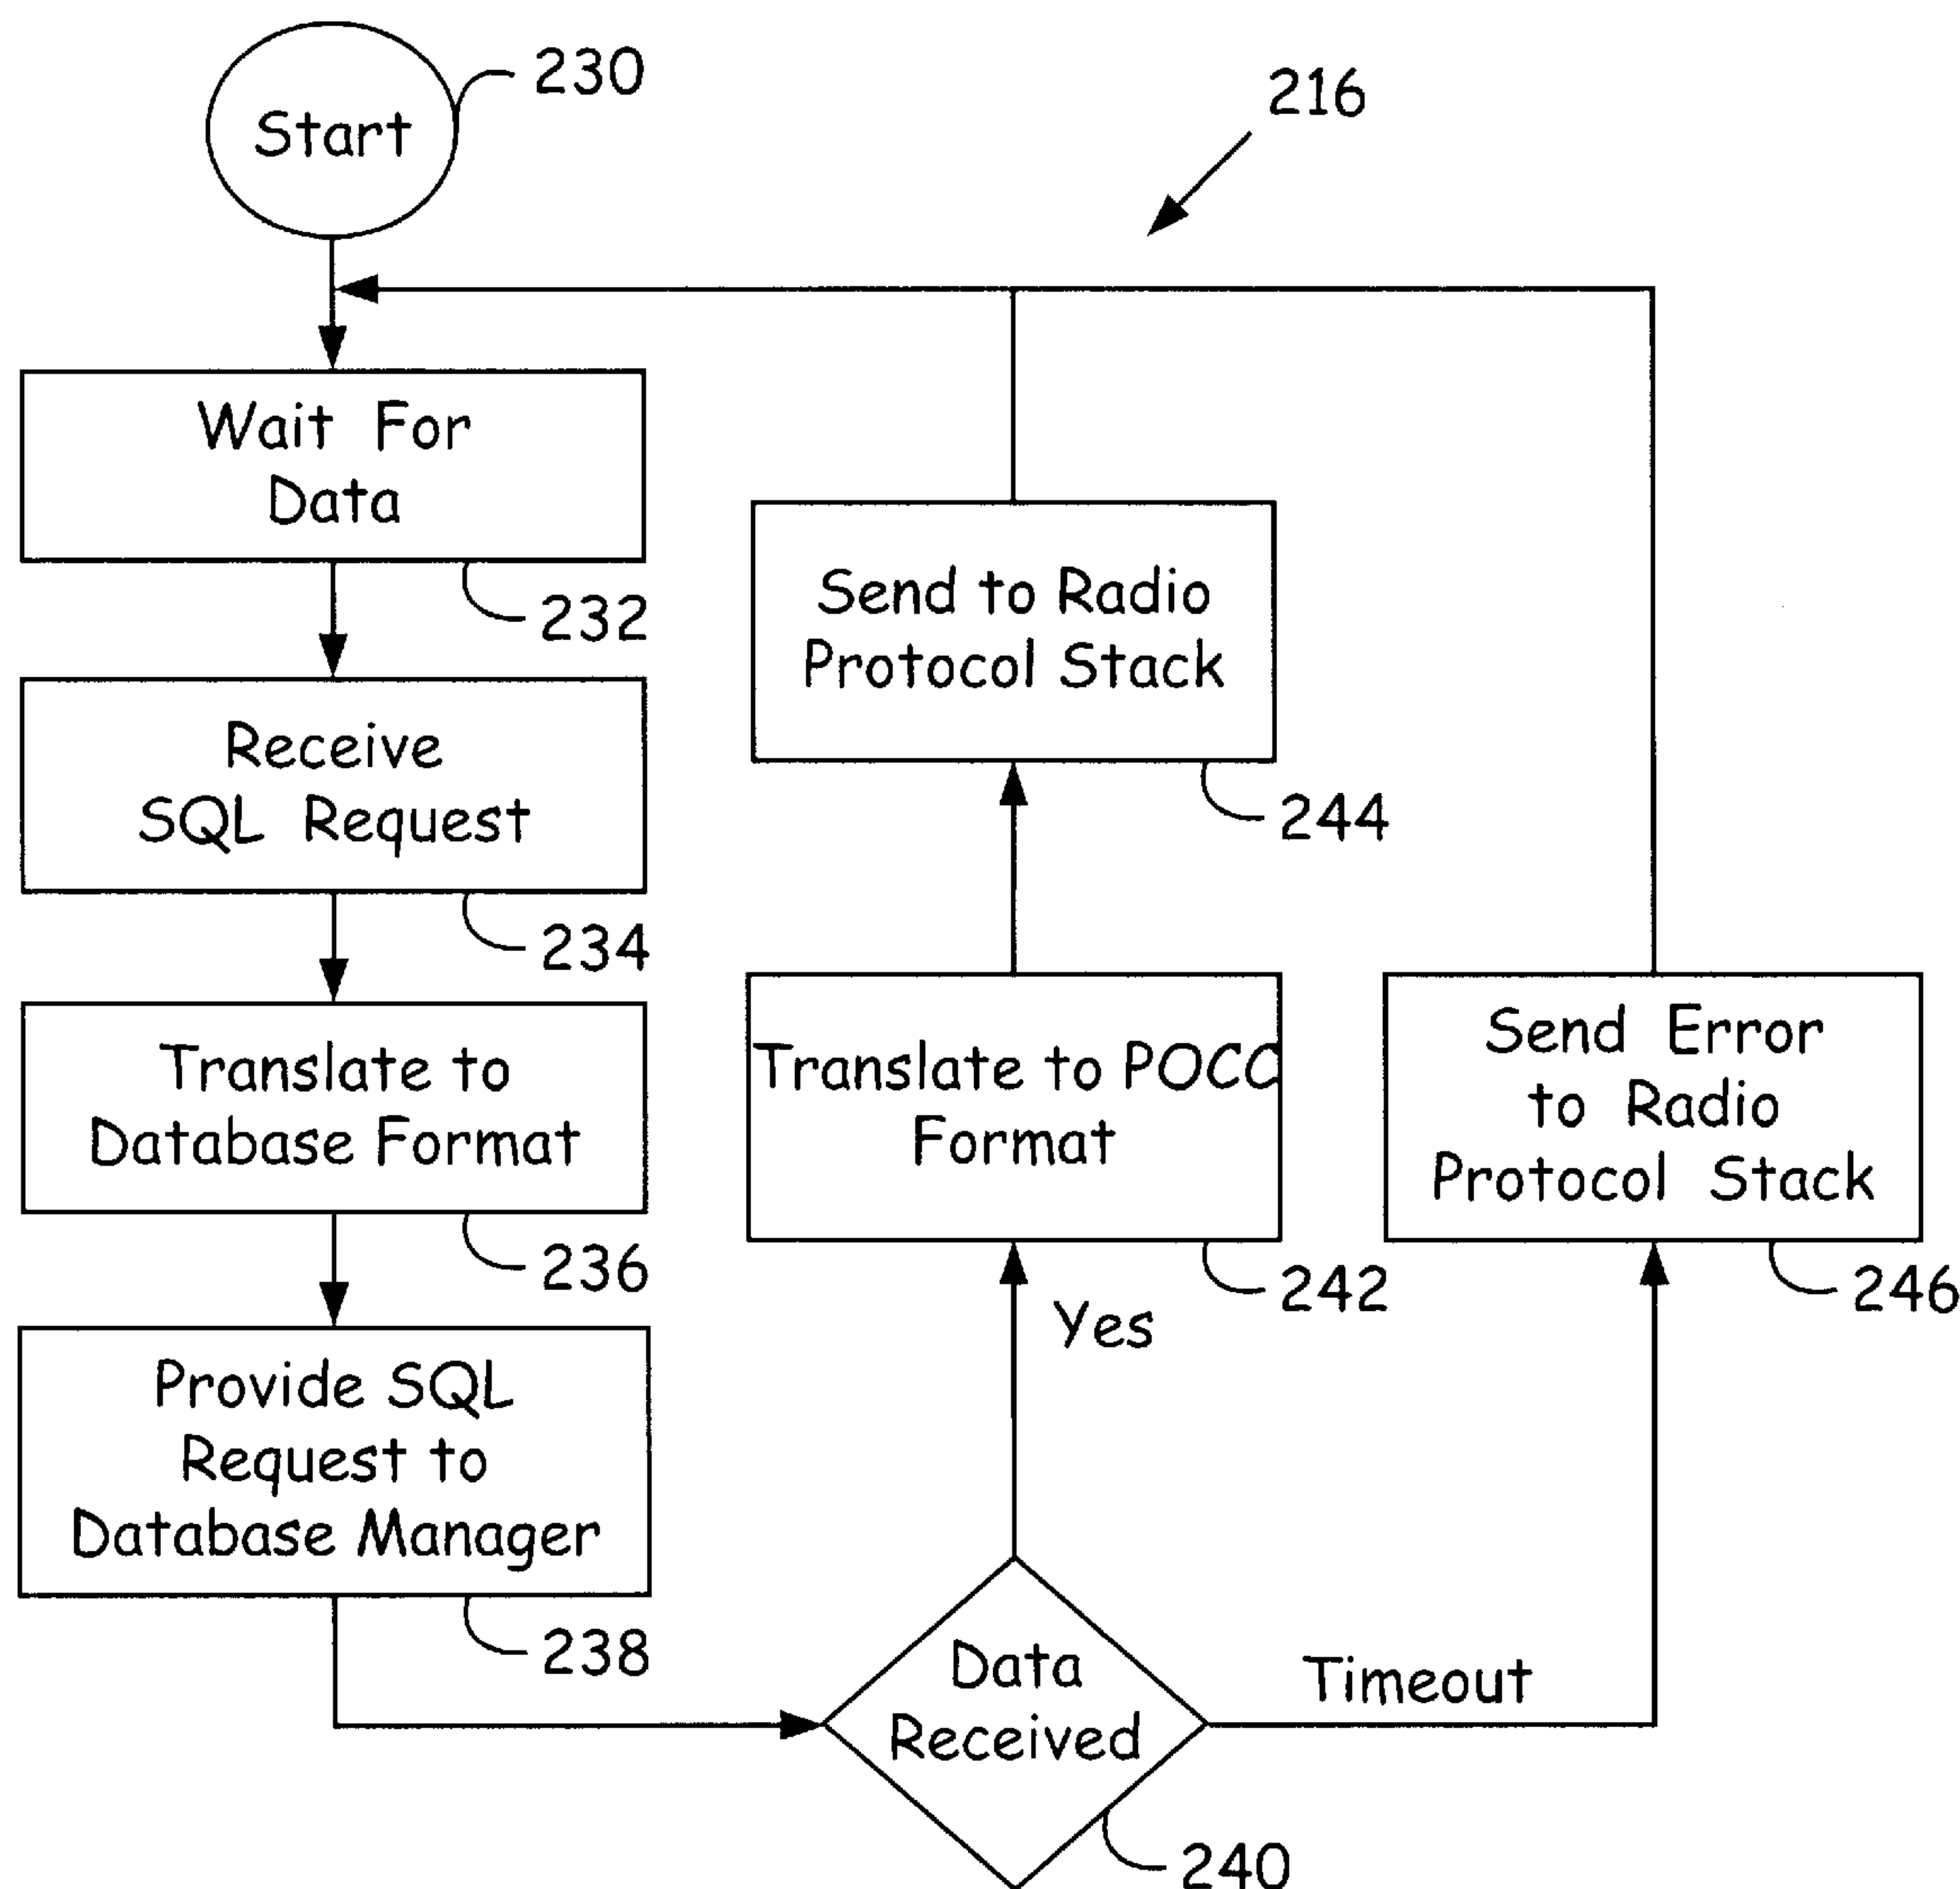 Start
230
216
Wait For
Data
232
Receive
SQL Request
234
Translate to
Database Format
236
Provide SQL
Request to
Database Manager
238
Data
Received
240
Yes
Timeout
Translate to POCC
Format
242
Send to Radio
Protocol Stack
244
Send Error
to Radio
Protocol Stack
246